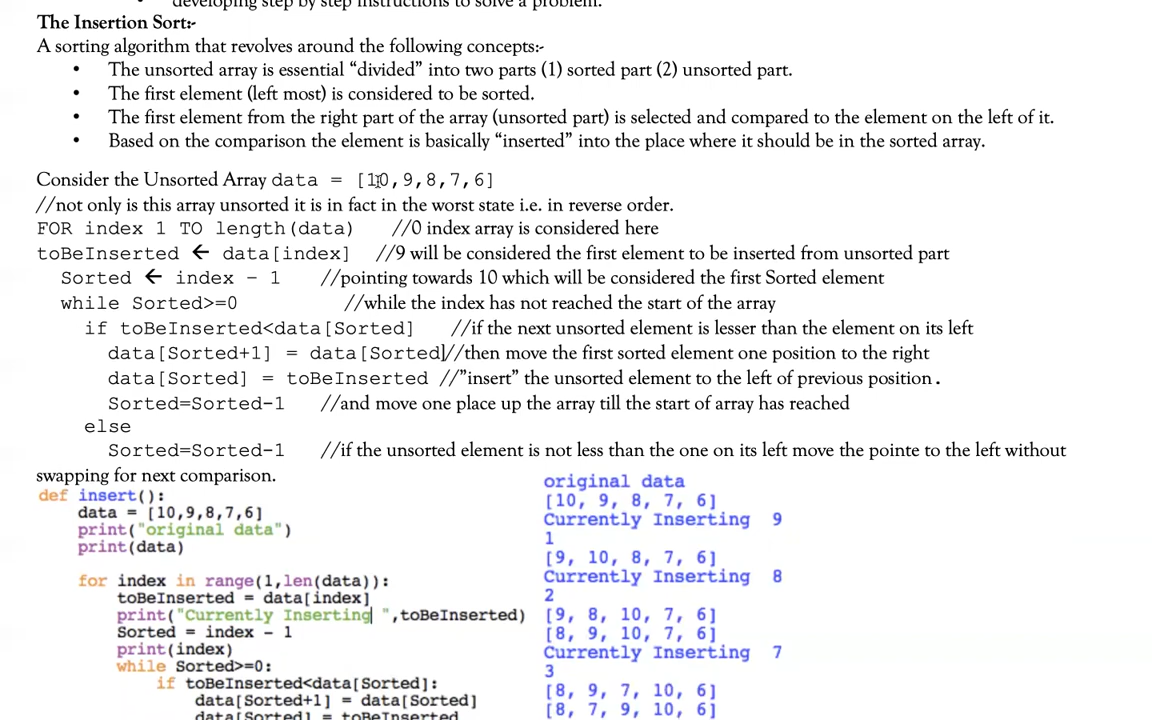 developing step by step instructions to solve a problem.
The Insertion Sort:-
A sorting algorithm that revolves around the following concepts:-
• The unsorted array is essential “divided” into two parts (1) sorted part (2) unsorted part.
• The first element (left most) is considered to be sorted.
• The first element from the right part of the array (unsorted part) is selected and compared to the element on the left of it.
• Based on the comparison the element is basically “inserted” into the place where it should be in the sorted array.
Consider the Unsorted Array data = [10,9,8,7,6]
//not only is this array unsorted it is in fact in the worst state i.e. in reverse order.
FOR index 1 TO length(data) //0 index array is considered here
toBeInserted ← data[index] //9 will be considered the first element to be inserted from unsorted part
Sorted ← index – 1 //pointing towards 10 which will be considered the first Sorted element
while Sorted>=0 //while the index has not reached the start of the array
if toBeInserted<data[Sorted] //if the next unsorted element is lesser than the element on its left
data[Sorted+1] = data[Sorted]//then move the first sorted element one position to the right
data[Sorted] = toBeInserted //”insert” the unsorted element to the left of previous position.
Sorted=Sorted-1 //and move one place up the array till the start of array has reached
else
Sorted=Sorted-1 //if the unsorted element is not less than the one on its left move the pointe to the left without
swapping for next comparison.
def insert():
data = [10,9,8,7,6]
print("original data")
print(data)
for index in range(1,len(data)):
toBeInserted = data[index]
print("Currently Inserting ",toBeInserted)
Sorted = index - 1
print(index)
while Sorted>=0:
if toBeInserted<data[Sorted]:
data[Sorted+1] = data[Sorted]
data[Sorted] = toBeInserted
original data
[10, 9, 8, 7, 6]
Currently Inserting 9
1
[9, 10, 8, 7, 6]
Currently Inserting 8
2
[9, 8, 10, 7, 6]
[8, 9, 10, 7, 6]
Currently Inserting 7
3
[8, 9, 7, 10, 6]
[8, 7, 9, 10, 6]